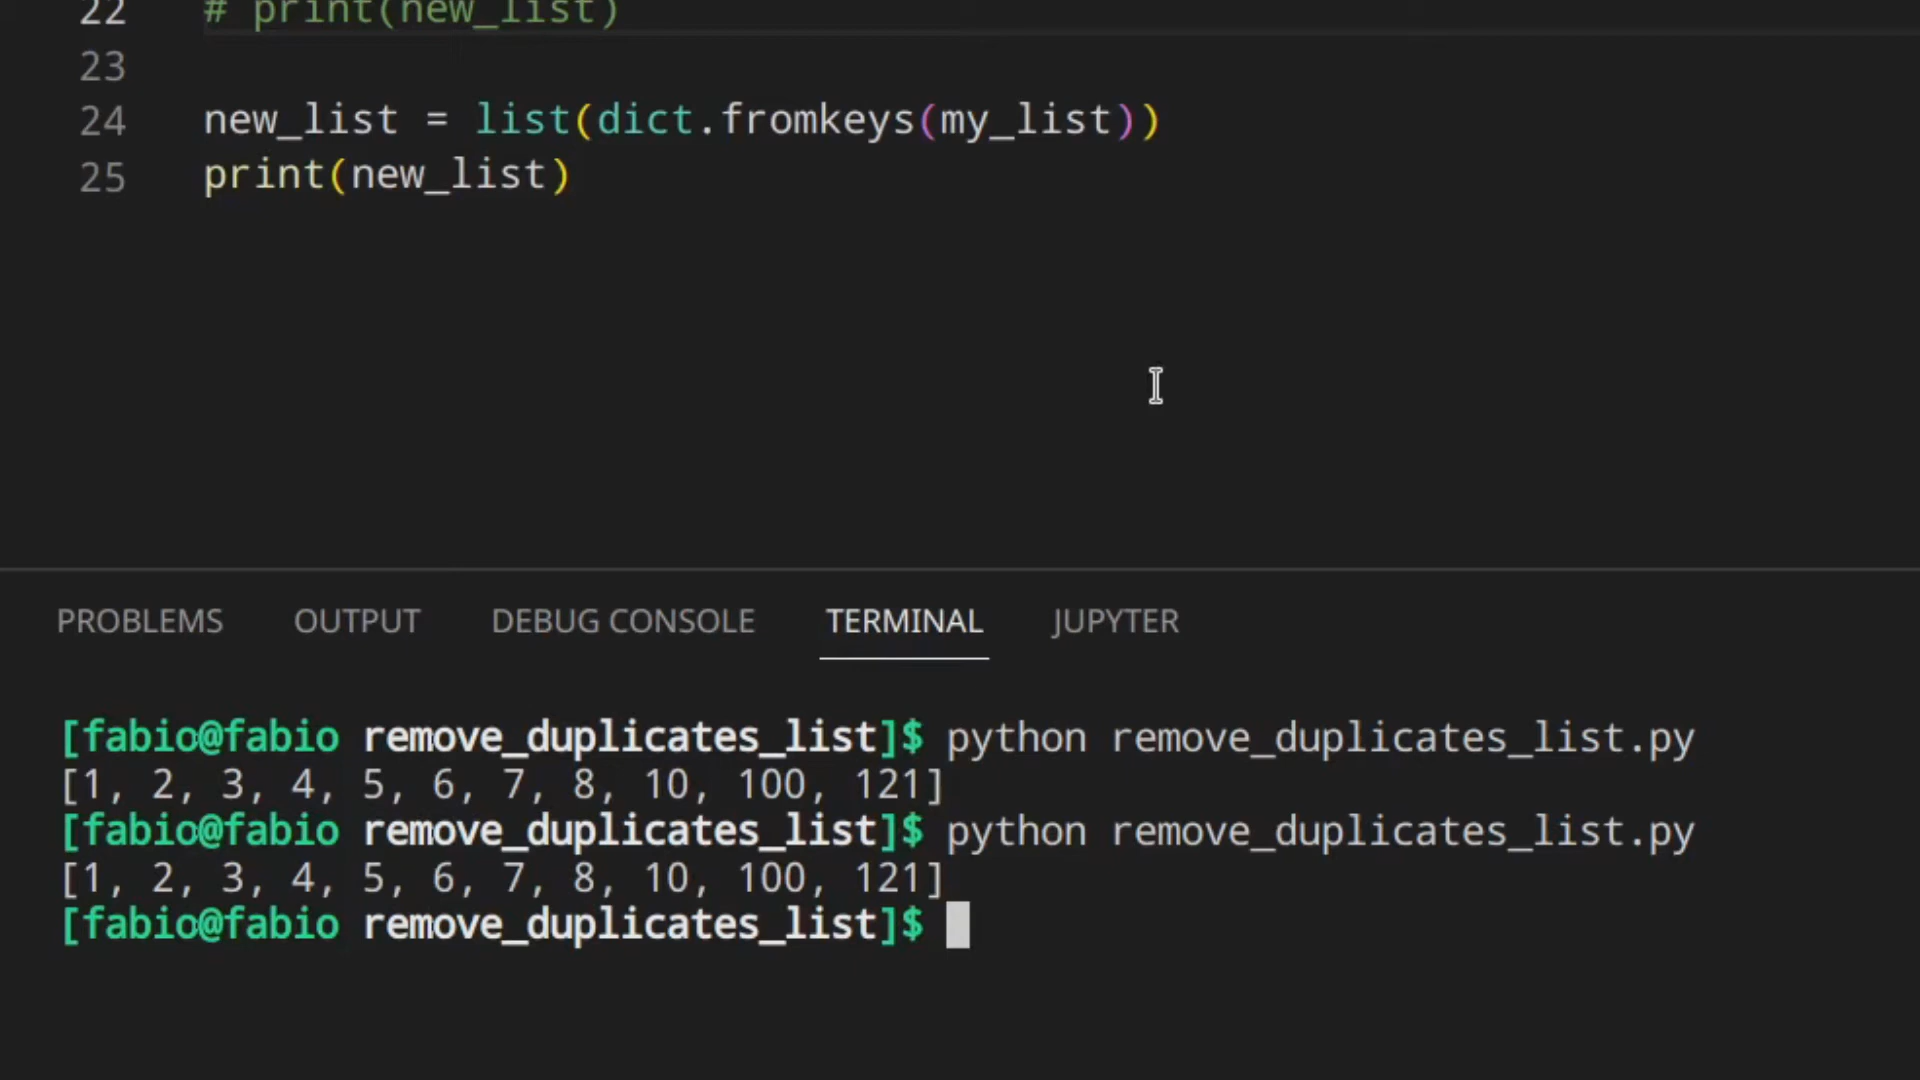 22 # print(new_list)
23
24 new_list = list(dict.fromkeys(my_list))
25 print(new_list)
PROBLEMS OUTPUT DEBUG CONSOLE TERMINAL JUPYTER
[fabio@fabio remove_duplicates_list]$ python remove_duplicates_list.py
[1, 2, 3, 4, 5, 6, 7, 8, 10, 100, 121]
[fabio@fabio remove_duplicates_list]$ python remove_duplicates_list.py
[1, 2, 3, 4, 5, 6, 7, 8, 10, 100, 121]
[fabio@fabio remove_duplicates_list]$